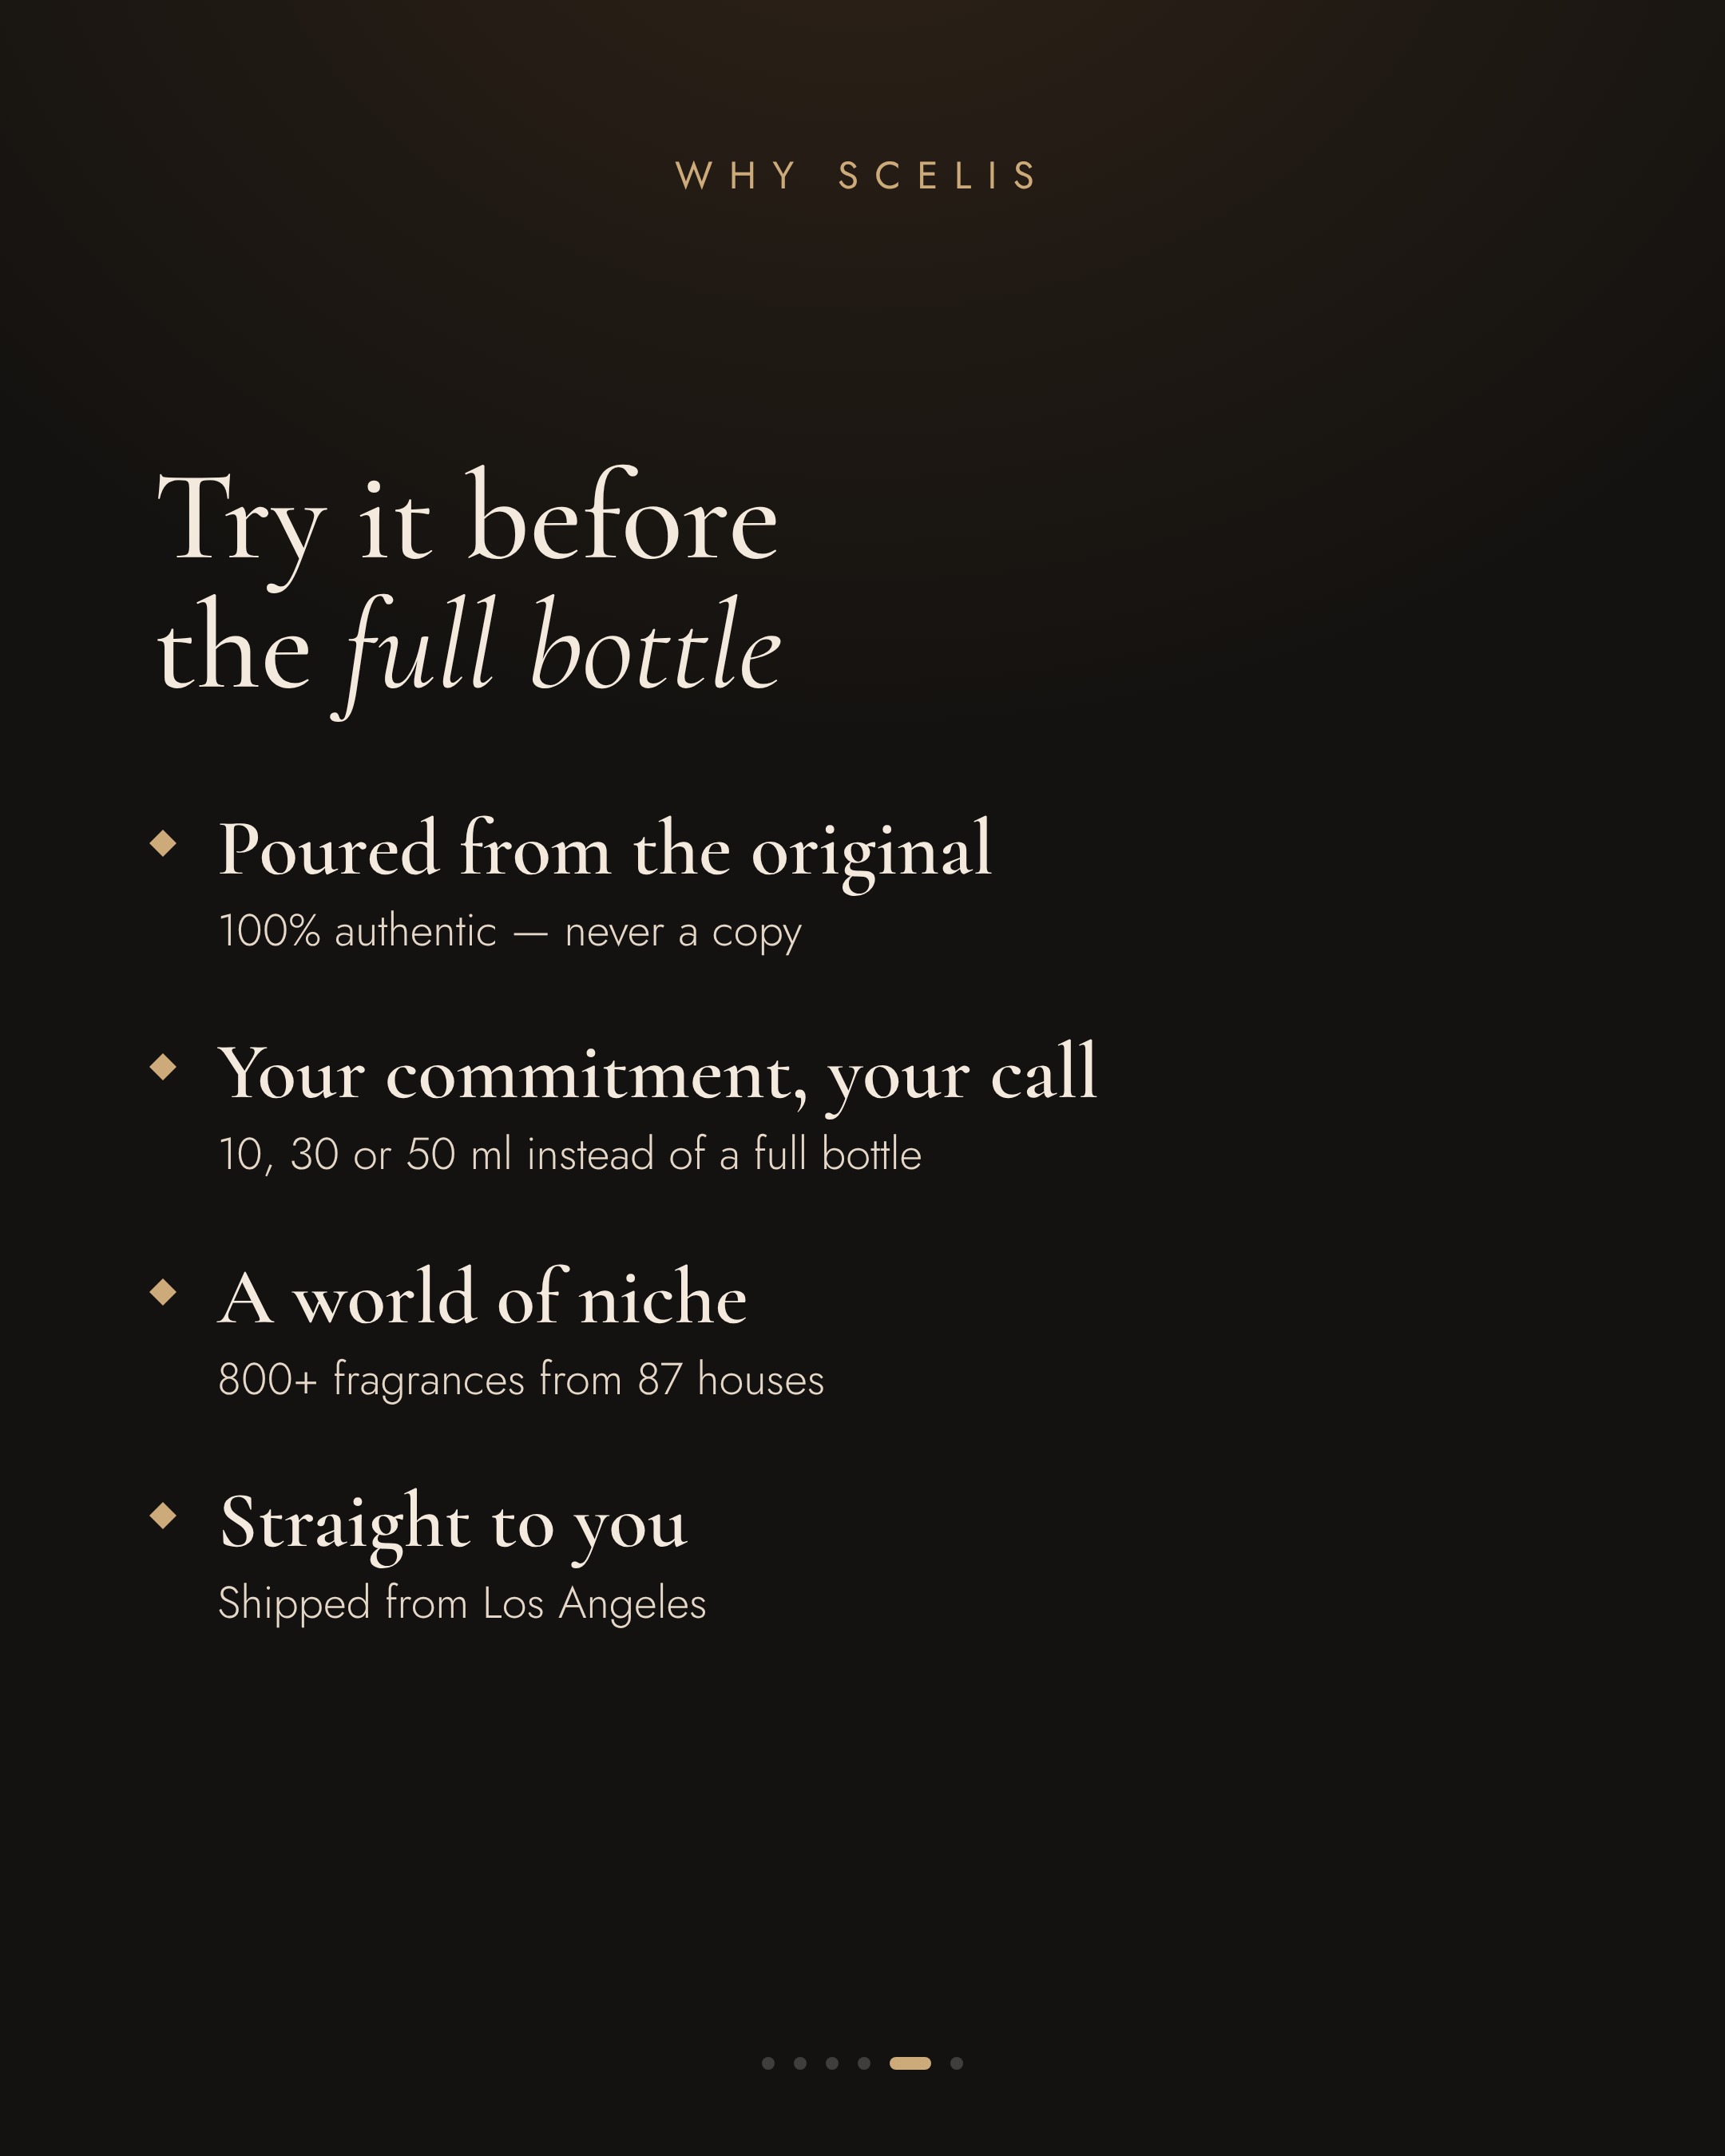 WHY SCELIS
Try it before
the full bottle
Poured from the original
100% authentic — never a copy
Your commitment, your call
10, 30 or 50 ml instead of a full bottle
A world of niche
800+ fragrances from 87 houses
Straight to you
Shipped from Los Angeles